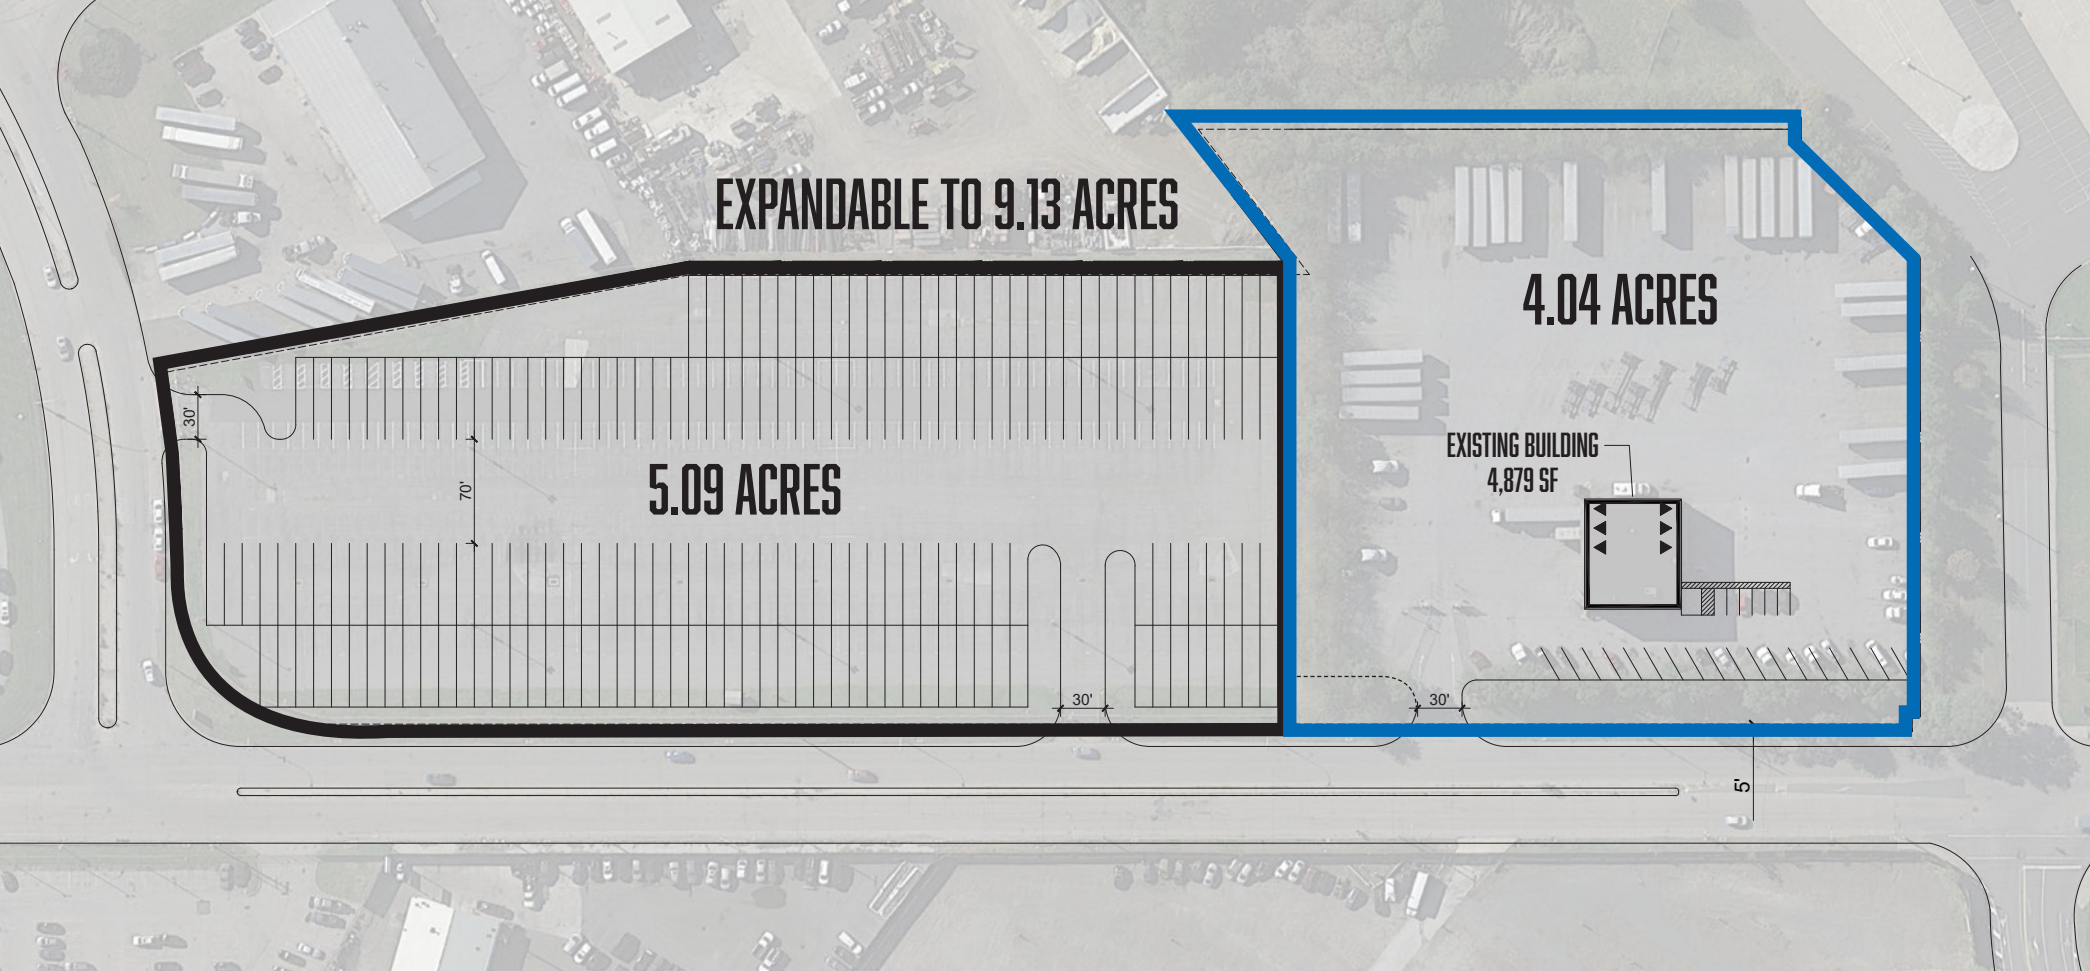 EXPANDABLE TO 9.13 ACRES
4.04 ACRES
30'
EXISTING BUILDING
4,879 SF
70'
5.09 ACRES
30'
30'
5'